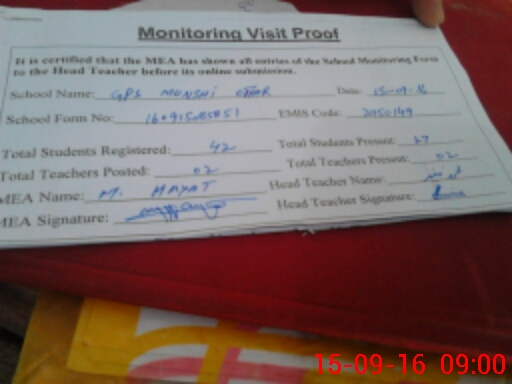 Monitoring Visit Proof
It is certified that the MEA has shown all entries of the School Monitoring Form
to the Head Teacher before its online submission.
School Name: GPS MUNSHI Date: 15-09-16
School Form No: EMIS Code:
Total Students Registered: 42 Total Students Present: 27
Total Teachers Posted: 02 Total Teachers Present: 02
MEA Name: M. HAYAT Head Teacher Name:
MEA Signature: Head Teacher Signature:
15-09-16 09:00